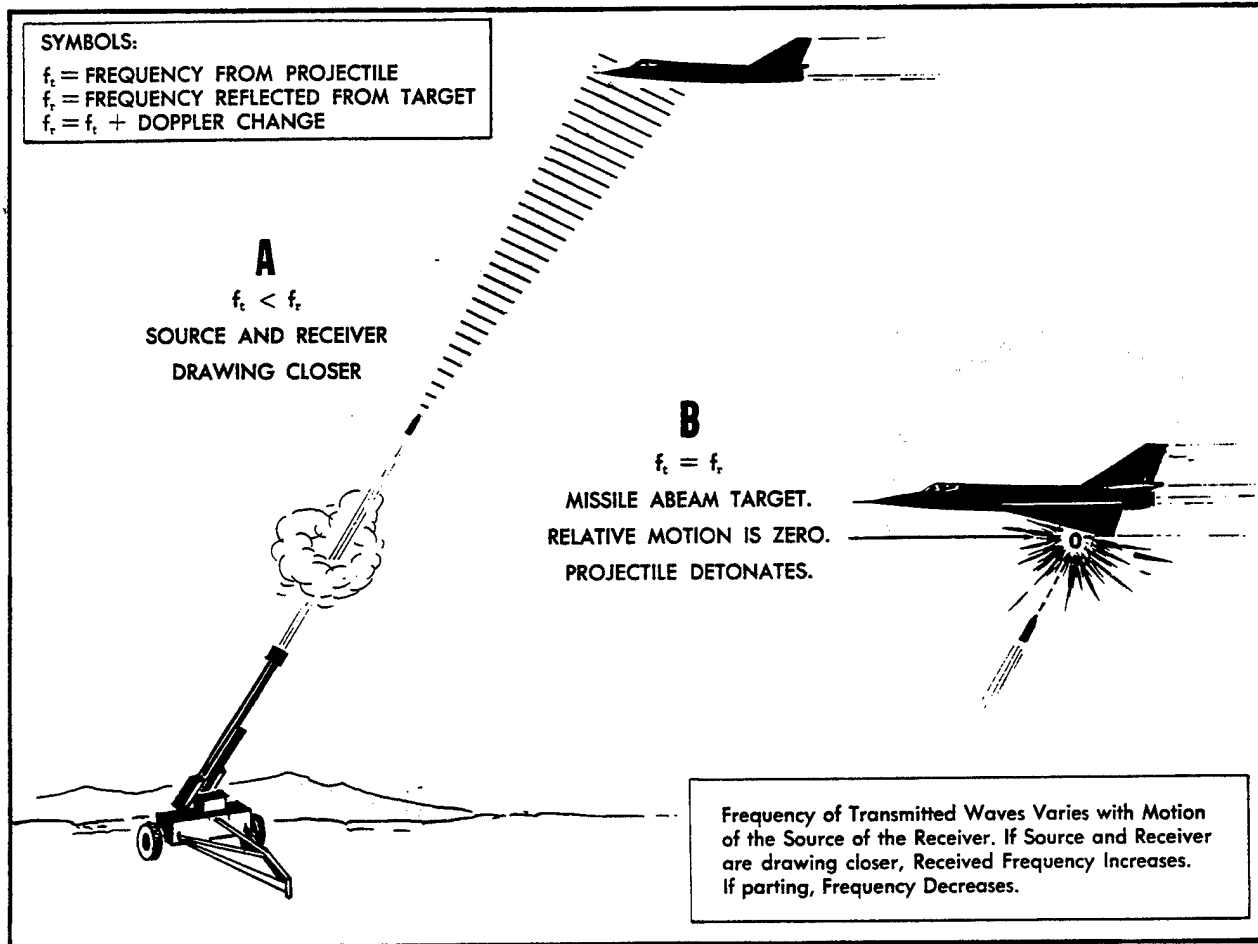 SYMBOLS:
fₜ = FREQUENCY FROM PROJECTILE
fᵣ = FREQUENCY REFLECTED FROM TARGET
fᵣ = fₜ + DOPPLER CHANGE
A
fₜ < fᵣ
SOURCE AND RECEIVER
DRAWING CLOSER
B
fₜ = fᵣ
MISSILE ABEAM TARGET.
RELATIVE MOTION IS ZERO.
PROJECTILE DETONATES.
0
Frequency of Transmitted Waves Varies with Motion
of the Source of the Receiver. If Source and Receiver
are drawing closer, Received Frequency Increases.
If parting, Frequency Decreases.